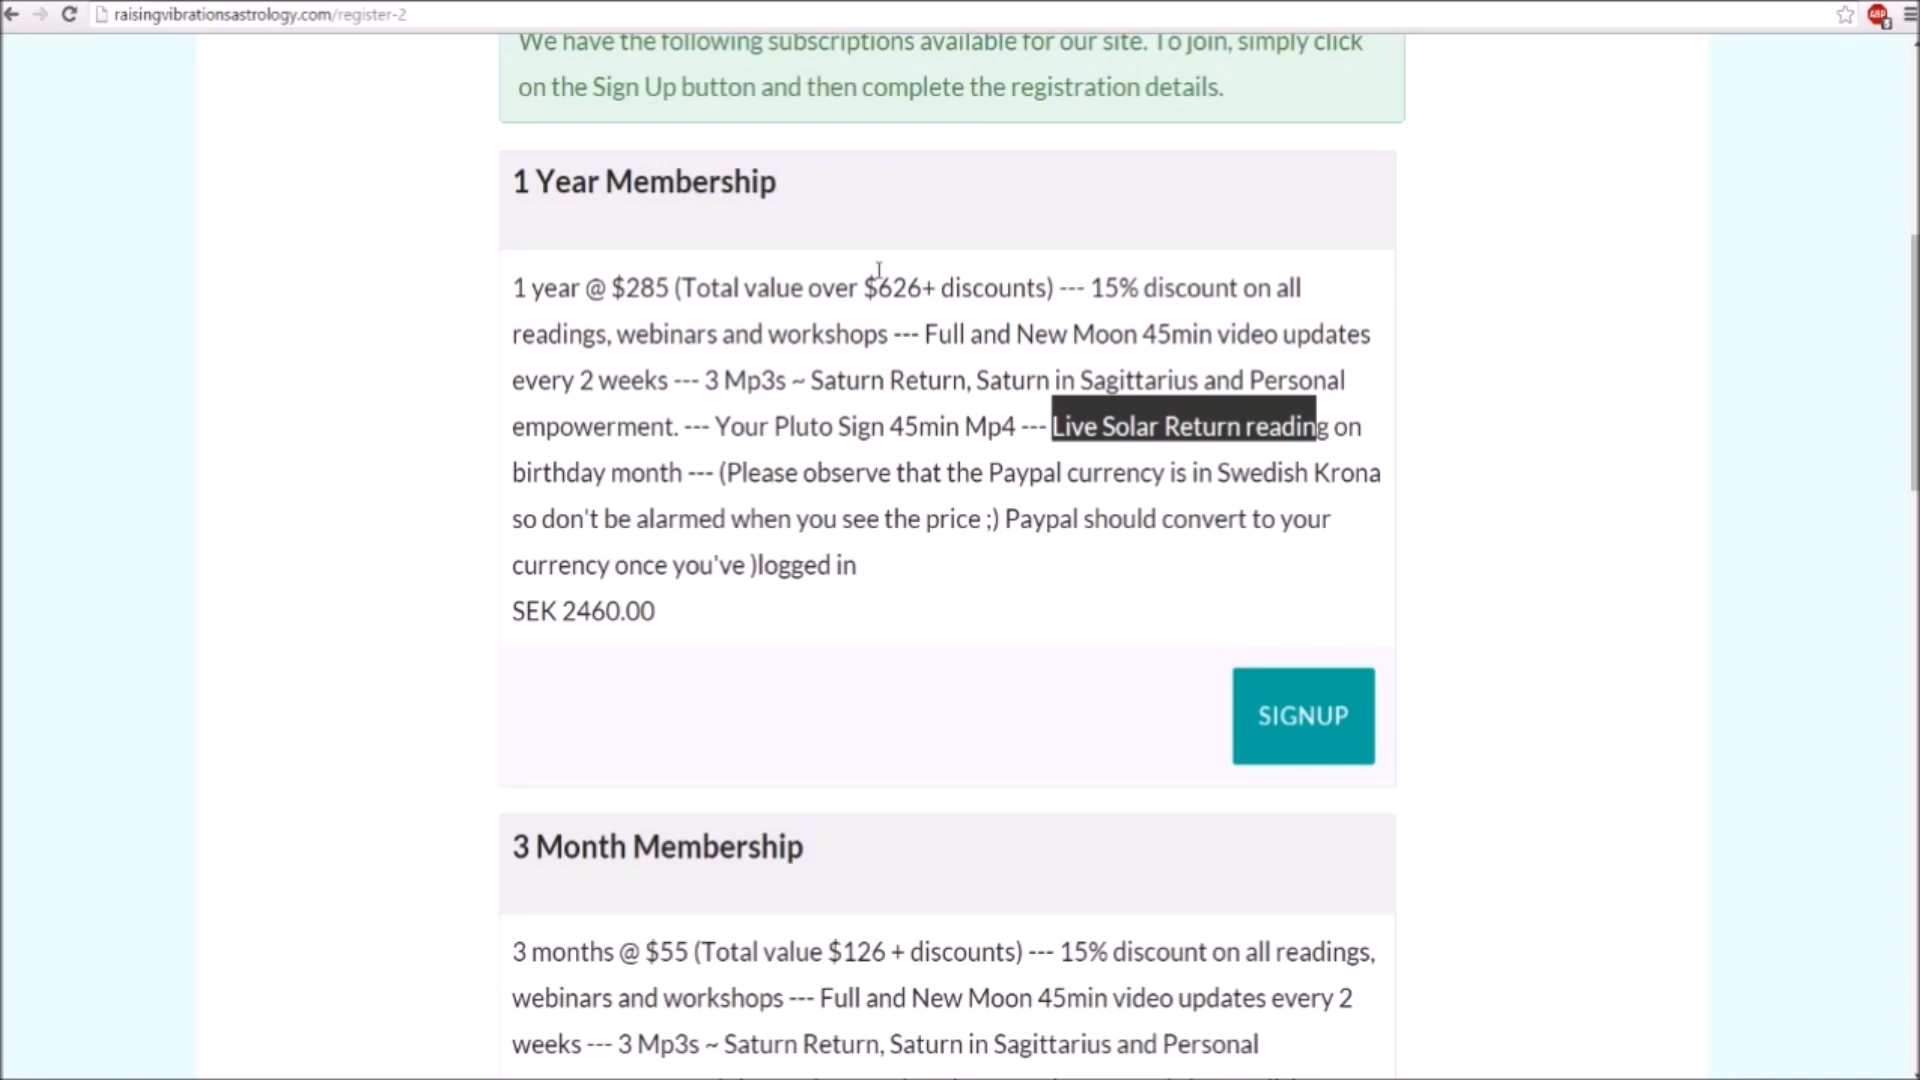 raisingvibrationsastrology.com/register-2
ABP
We have the following subscriptions available for our site. To join, simply click
on the Sign Up button and then complete the registration details.
1 Year Membership
1 year @ $285 (Total value over $626+ discounts) --- 15% discount on all
readings, webinars and workshops --- Full and New Moon 45min video updates
every 2 weeks --- 3 Mp3s ~ Saturn Return, Saturn in Sagittarius and Personal
empowerment. --- Your Pluto Sign 45min Mp4 --- Live Solar Return reading on
birthday month --- (Please observe that the Paypal currency is in Swedish Krona
so don't be alarmed when you see the price ;) Paypal should convert to your
currency once you've )logged in
SEK 2460.00
SIGNUP
3 Month Membership
3 months @ $55 (Total value $126 + discounts) --- 15% discount on all readings,
webinars and workshops --- Full and New Moon 45min video updates every 2
weeks --- 3 Mp3s ~ Saturn Return, Saturn in Sagittarius and Personal